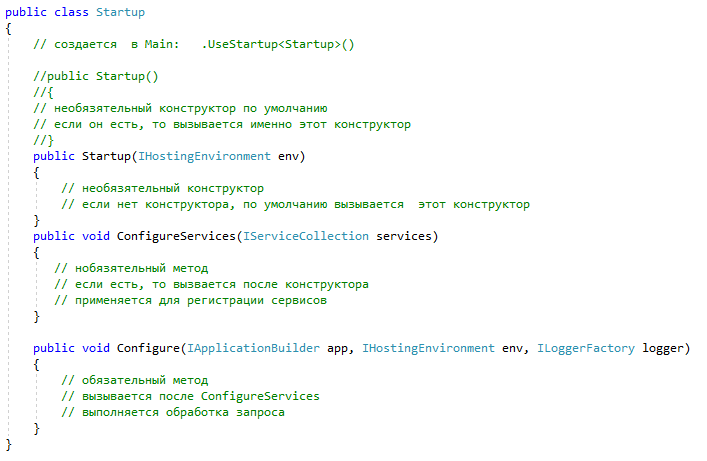 public class Startup
{
// создается в Main: .UseStartup<Startup>()
//public Startup()
//{
// необязятельный конструктор по умолчанию
// если он есть, то вызывается именно этот конструктор
//}
public Startup(IHostingEnvironment env)
{
// необязательный конструктор
// если нет конструктора, по умолчанию вызывается этот конструктор
}
public void ConfigureServices(IServiceCollection services)
{
// нобязятельный метод
// если есть, то вызвается после конструктора
// применяется для регистрации сервисов
}
public void Configure(IApplicationBuilder app, IHostingEnvironment env, ILoggerFactory logger)
{
// обязательный метод
// вызывается после ConfigureServices
// выполняется обработка запроса
}
}